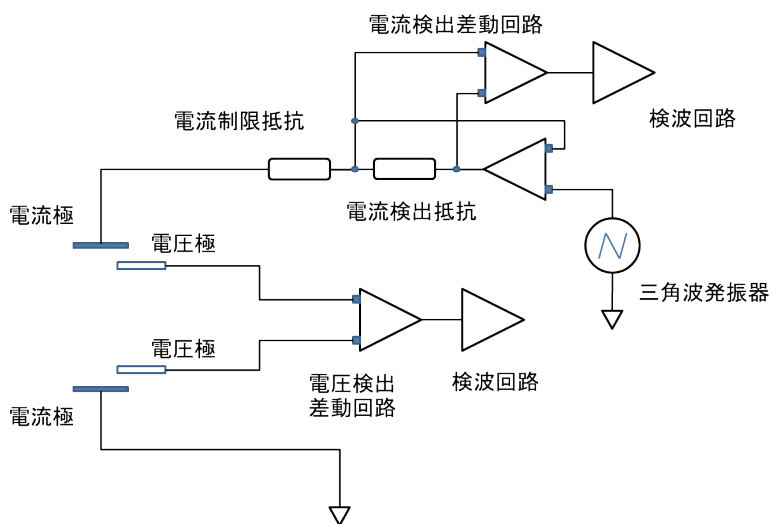 電流検出差動回路
検波回路
電流制限抵抗
電流検出抵抗
電流極
電圧極
三角波発振器
電圧極
電流極
電圧検出
差動回路
検波回路